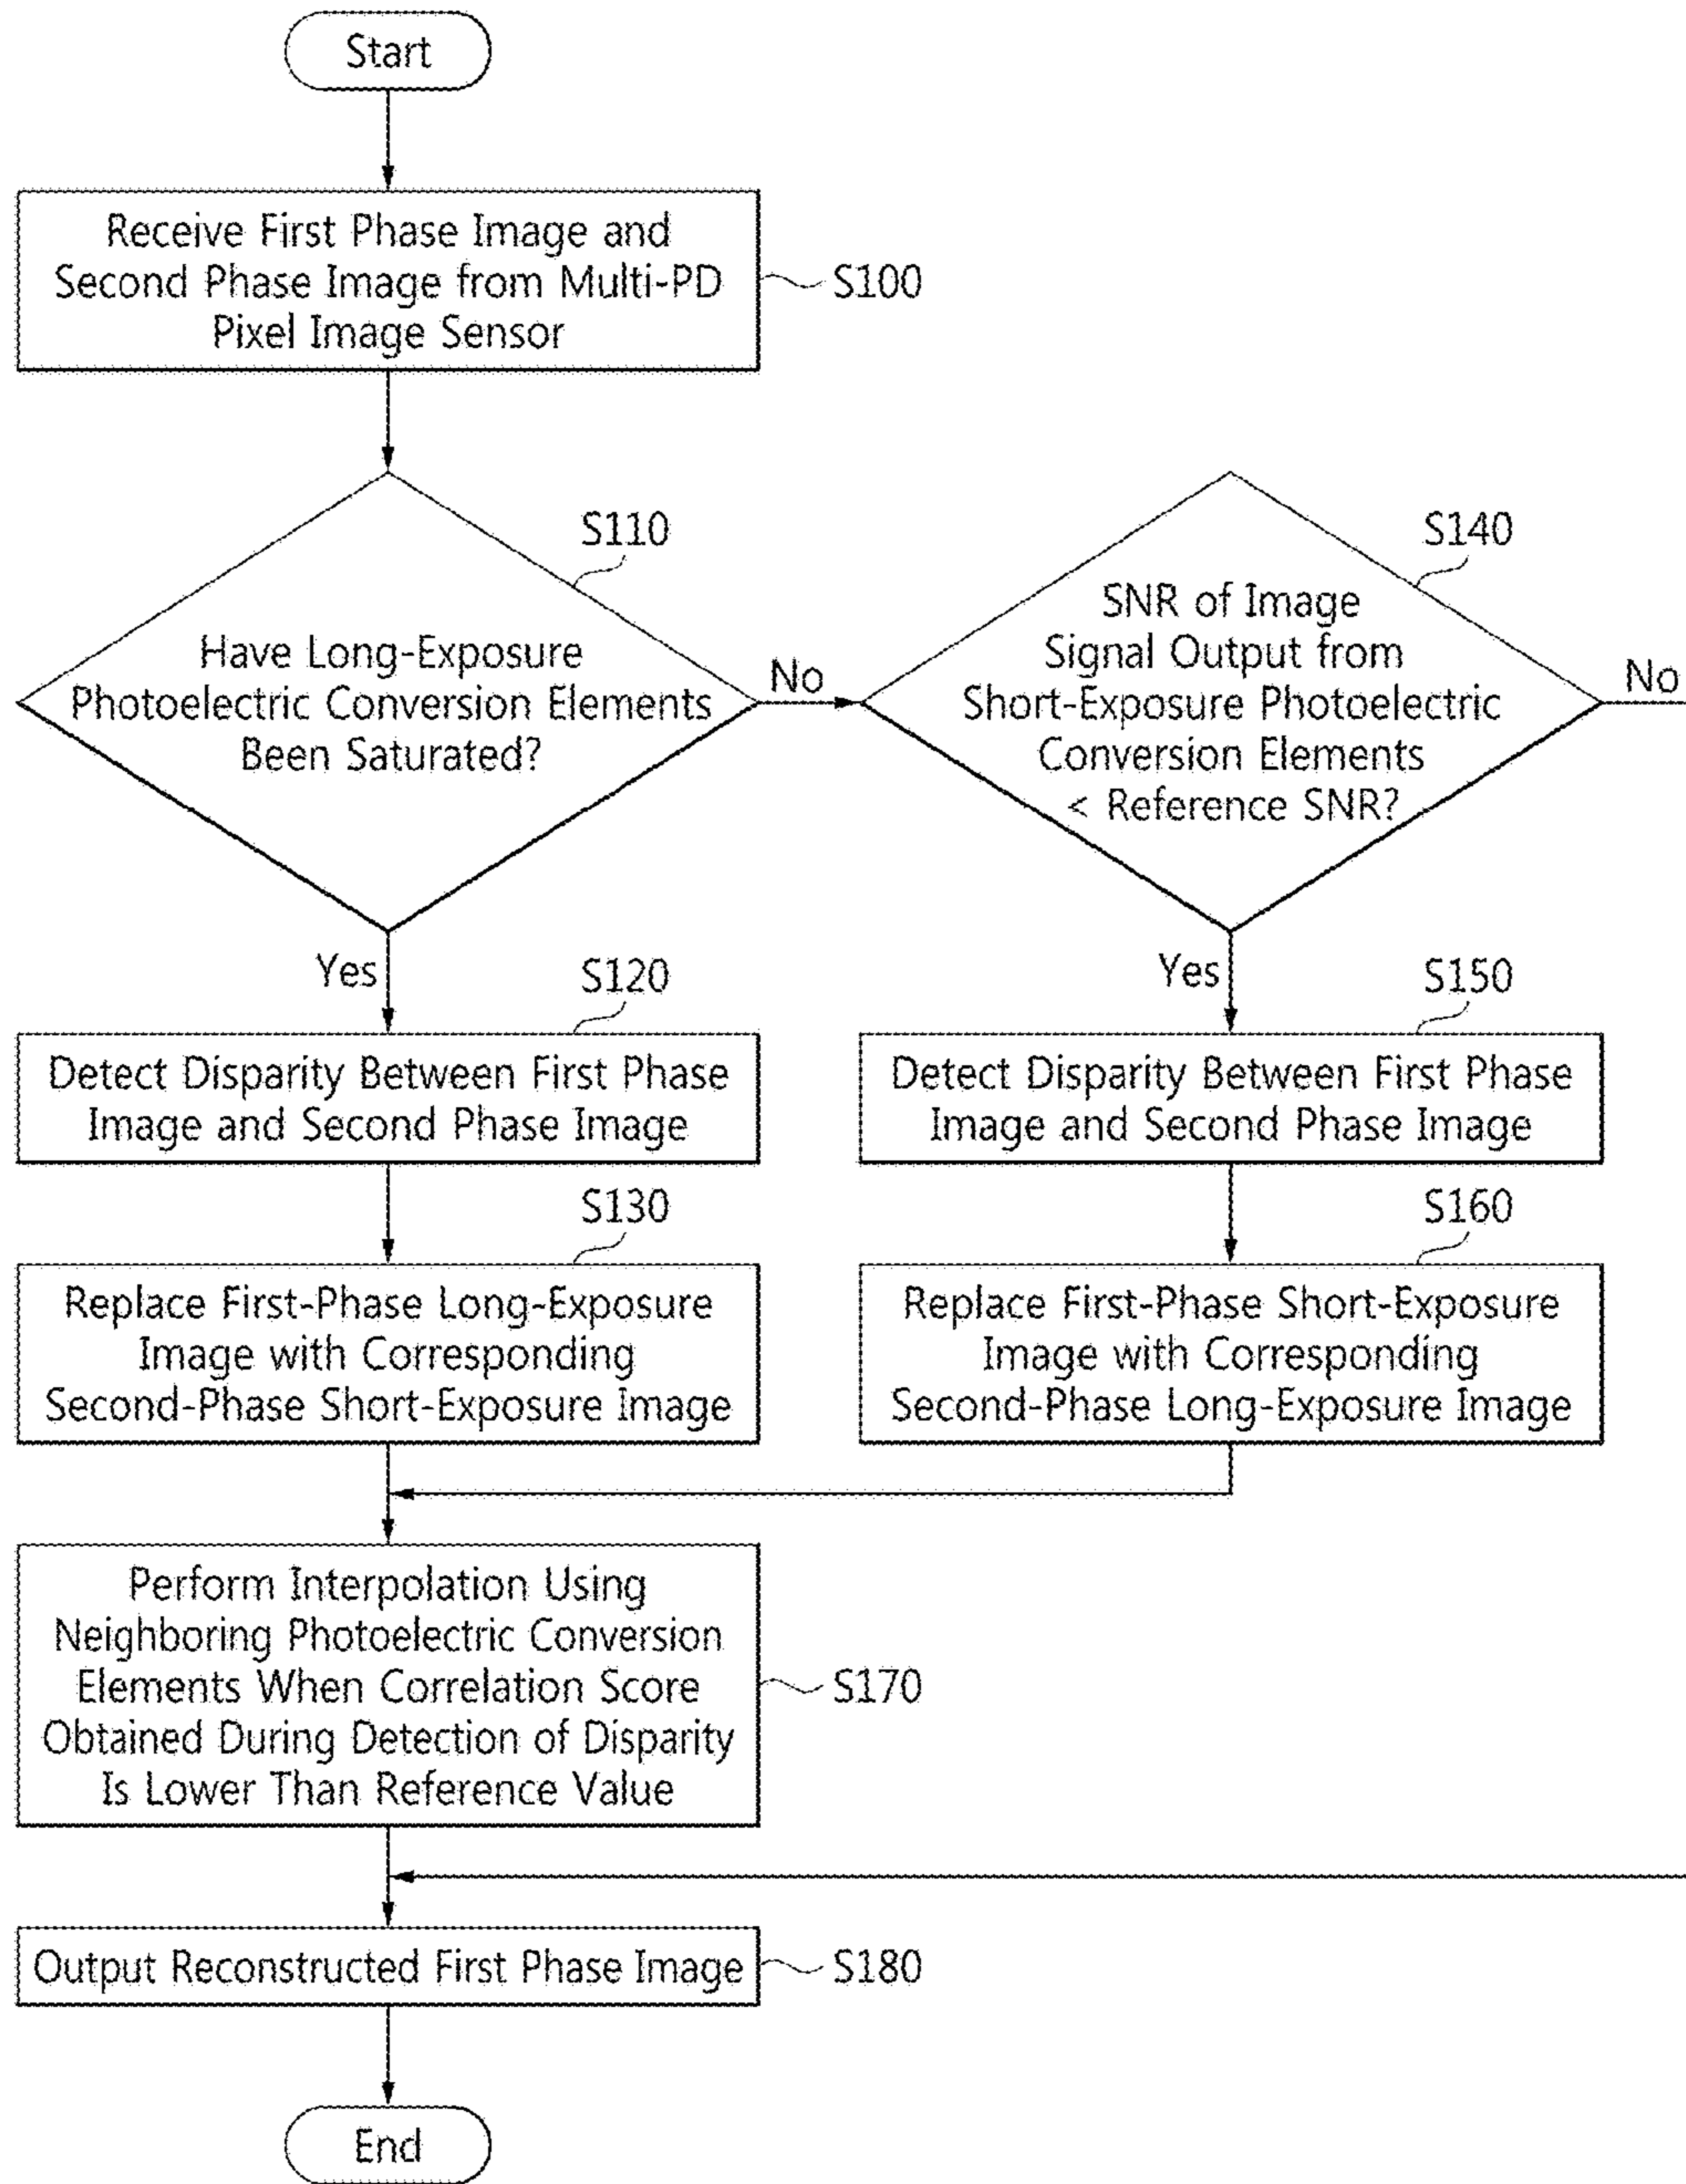 Start
Receive First Phase Image and
Second Phase Image from Multi-PD
Pixel Image Sensor
S100
S110
Have Long-Exposure
Photoelectric Conversion Elements
Been Saturated?
No
Yes
S140
SNR of Image
Signal Output from
Short-Exposure Photoelectric
Conversion Elements
< Reference SNR?
No
Yes
S120
Detect Disparity Between First Phase
Image and Second Phase Image
S150
Detect Disparity Between First Phase
Image and Second Phase Image
S130
Replace First-Phase Long-Exposure
Image with Corresponding
Second-Phase Short-Exposure Image
S160
Replace First-Phase Short-Exposure
Image with Corresponding
Second-Phase Long-Exposure Image
Perform Interpolation Using
Neighboring Photoelectric Conversion
Elements When Correlation Score
Obtained During Detection of Disparity
Is Lower Than Reference Value
S170
Output Reconstructed First Phase Image
S180
End